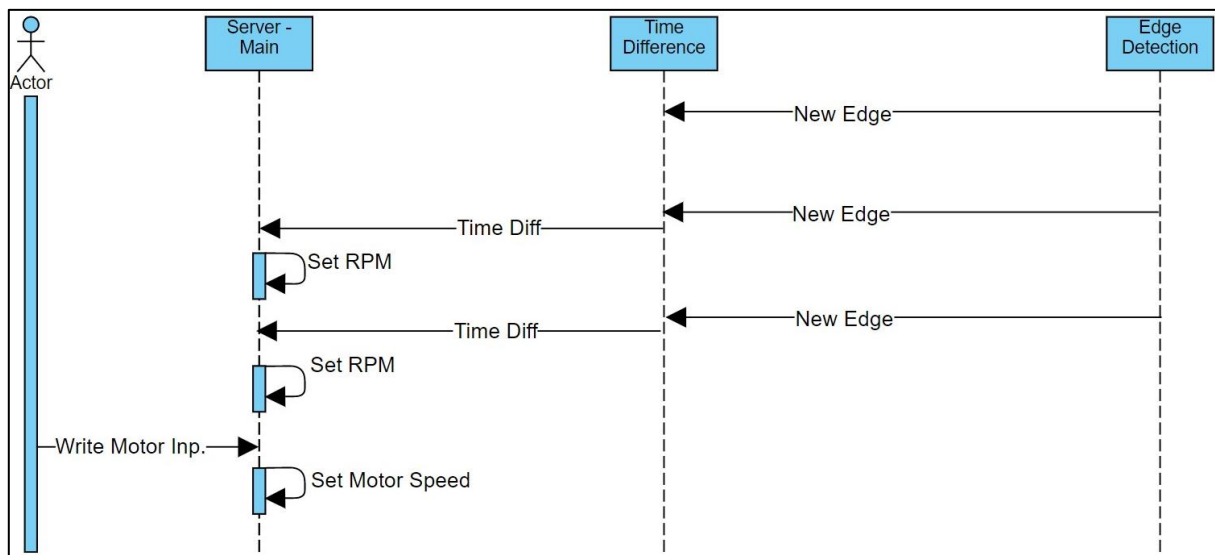 Server -
Main
Time
Difference
Edge
Detection
Actor
New Edge
New Edge
Time Diff
Set RPM
New Edge
Time Diff
Set RPM
Write Motor Inp.
Set Motor Speed